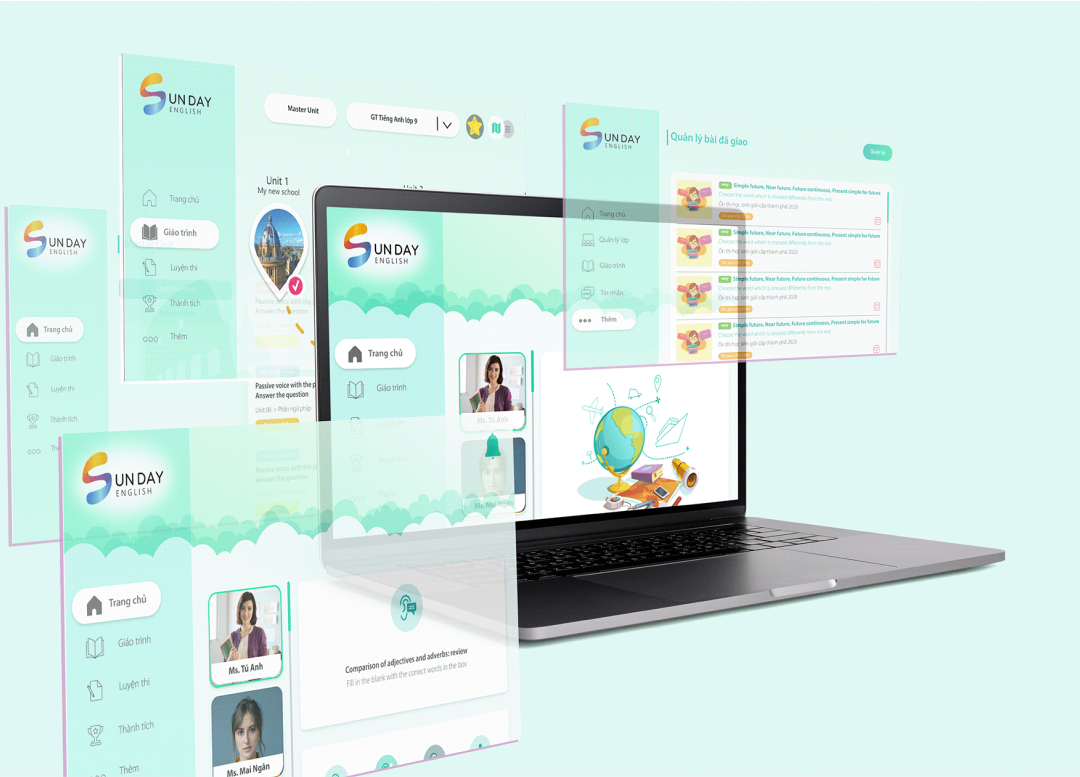 SUN DAY
ENGLISH
Trang chủ
Giáo trình
Luyện thi
Thành tích
Thêm
Master Unit
GT Tiếng Anh lớp 9
Unit 1
My new school
Passive voice with the
Answer the question
Passive voice with the p
Answer the question
Unit 06 > Phần ngữ pháp
Passive voice with the p
Answer the question
SUN DAY
ENGLISH
Trang chủ
Giáo trình
Luyện thi
Thành tích
SUN DAY
ENGLISH
Trang chủ
Giáo trình
Ms. Tú Anh
Ms. Mai Ngân
SUN DAY
ENGLISH
Trang chủ
Quản lý lớp
Giáo trình
Tin nhắn
Thêm
Quản lý bài đã giao
Quay lại
Simple future, Near future, Future continuous, Present simple for future
Choose the word which is stressed differently from the rest
Ôn thi học sinh giỏi cấp thành phố 2020
Simple future, Near future, Future continuous, Present simple for future
Choose the word which is stressed differently from the rest
Ôn thi học sinh giỏi cấp thành phố 2020
Simple future, Near future, Future continuous, Present simple for future
Choose the word which is stressed differently from the rest
Ôn thi học sinh giỏi cấp thành phố 2020
Simple future, Near future, Future continuous, Present simple for future
Choose the word which is stressed differently from the rest
Ôn thi học sinh giỏi cấp thành phố 2020
SUN DAY
ENGLISH
Trang chủ
Giáo trình
Luyện thi
Thành tích
Thêm
Ms. Tú Anh
Ms. Mai Ngân
Comparison of adjectives and adverbs: review
Fill in the blank with the correct words in the box